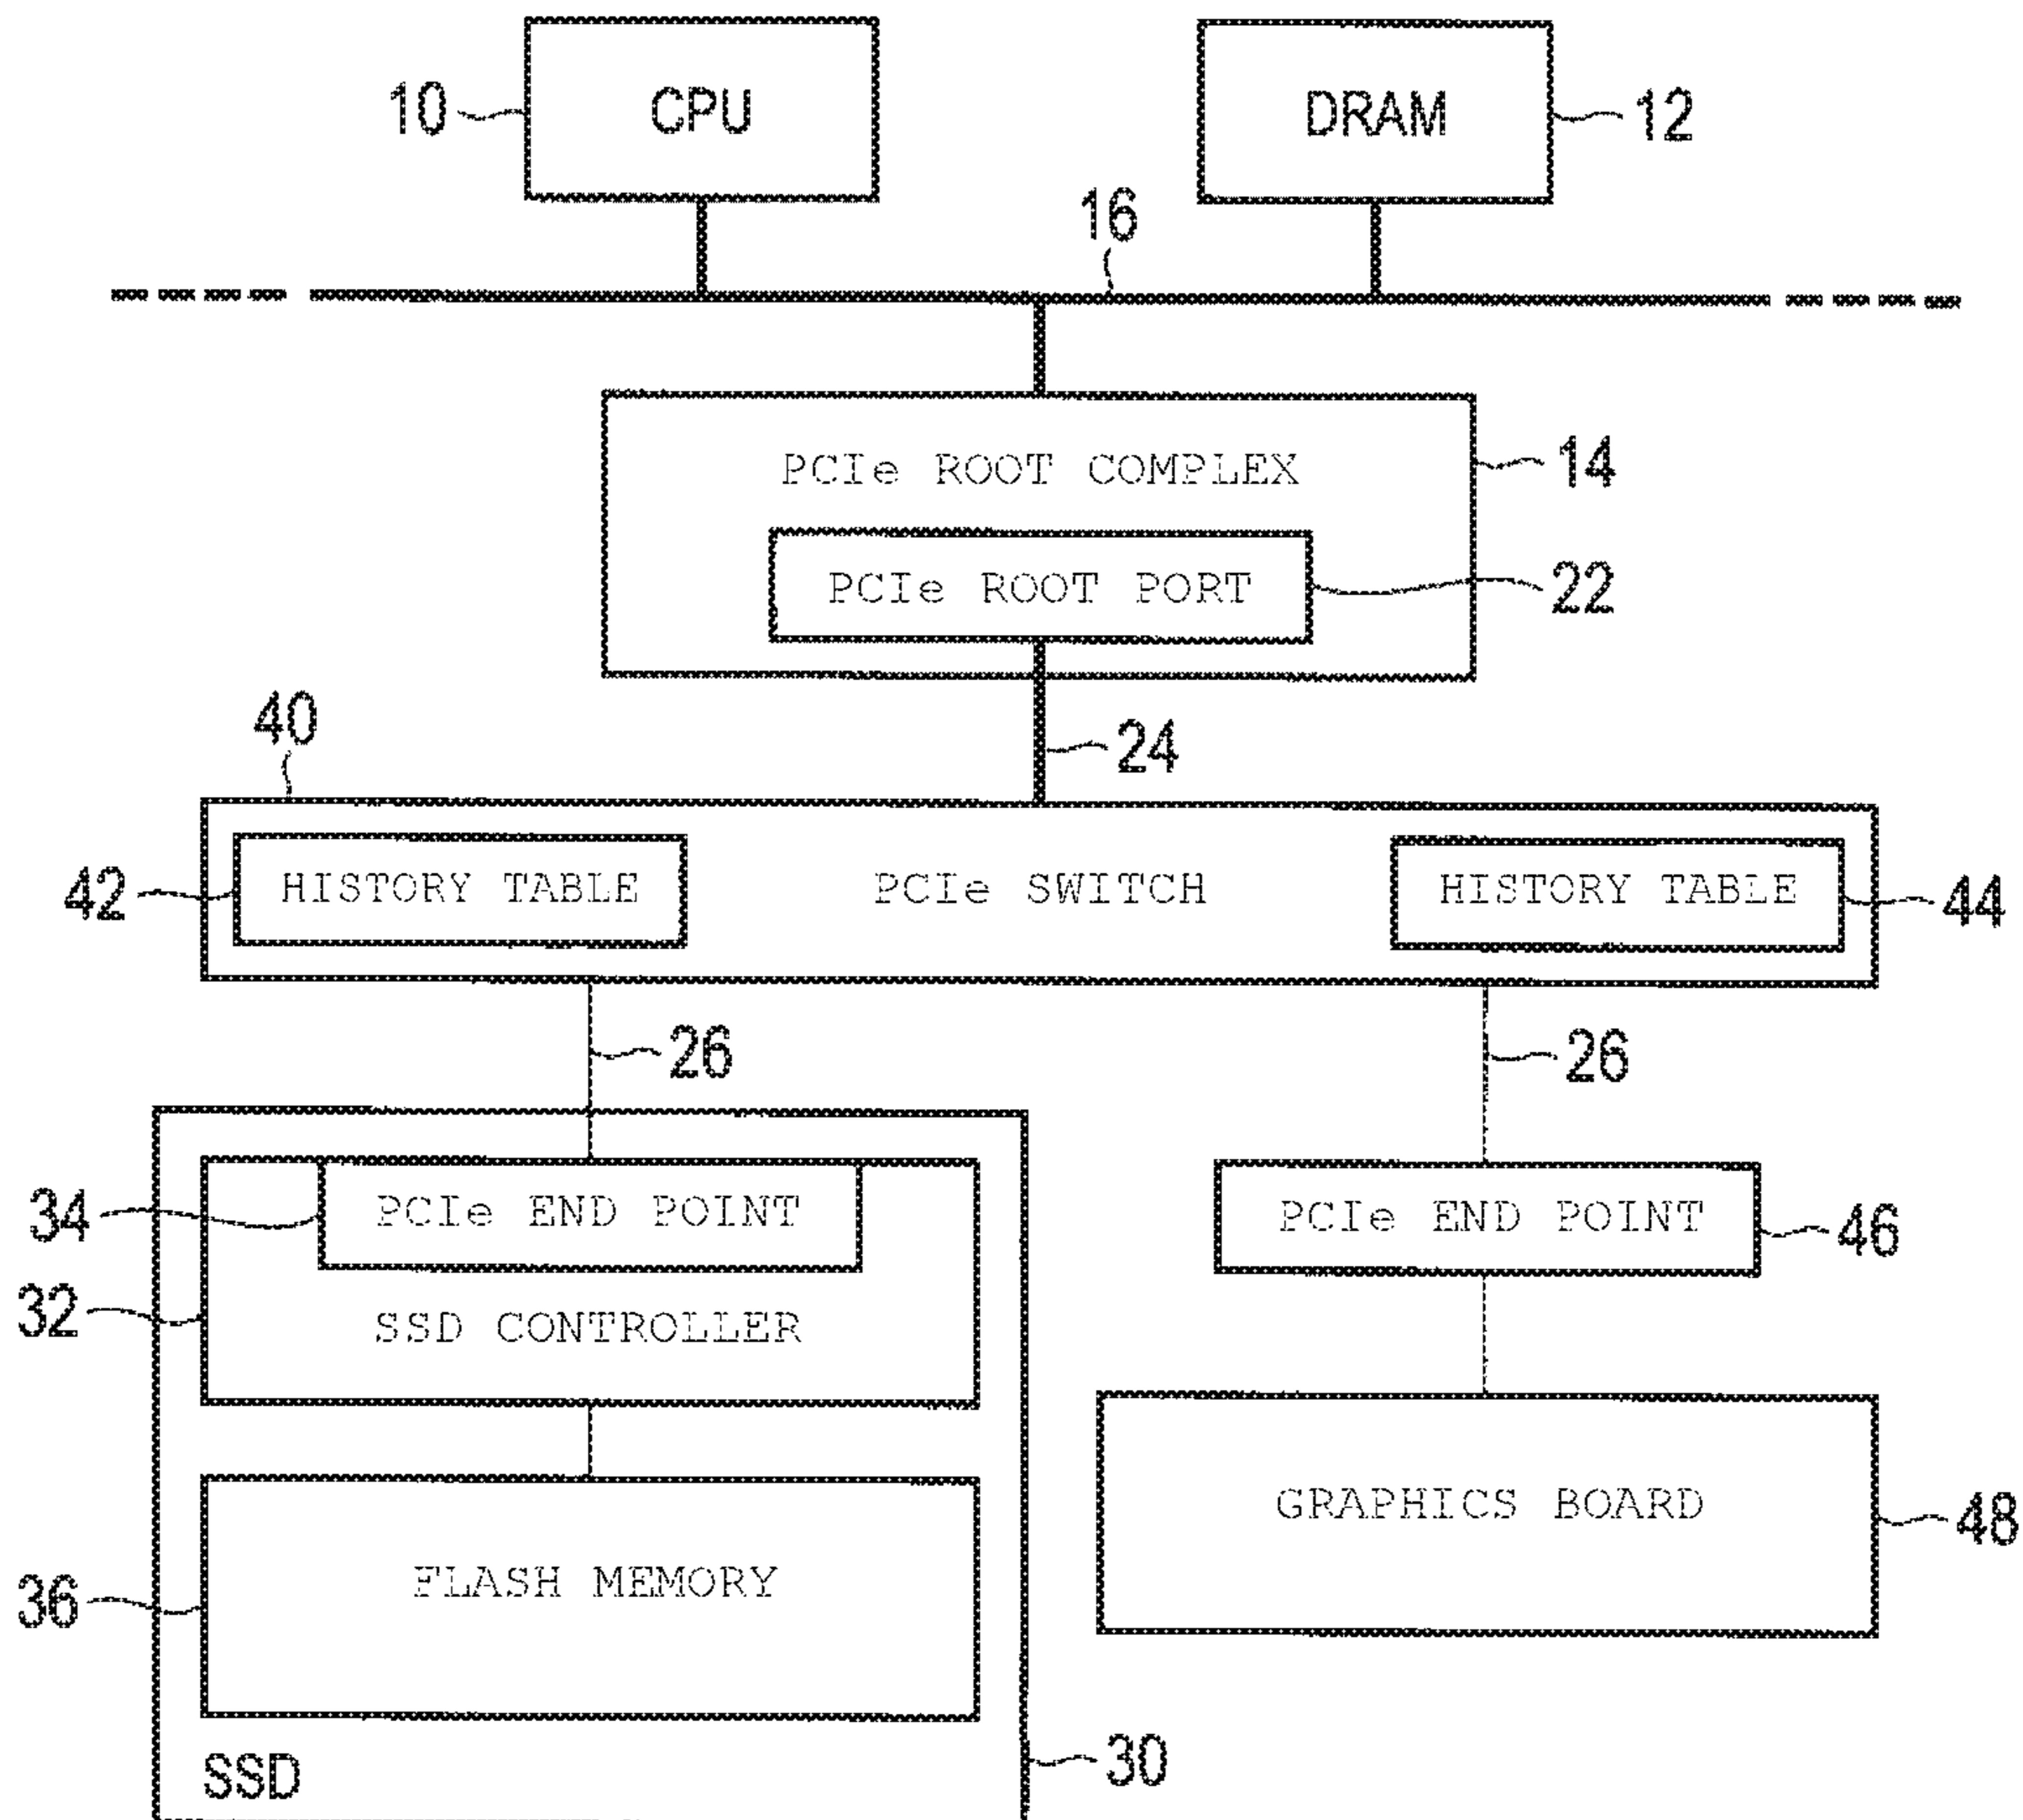 10
CPU
DRAM
12
16
PCIe ROOT COMPLEX
14
PCIe ROOT PORT
22
40
24
42
HISTORY TABLE
PCIe SWITCH
HISTORY TABLE
44
26
26
34
PCIe END POINT
PCIe END POINT
46
32
SSD CONTROLLER
GRAPHICS BOARD
48
36
FLASH MEMORY
SSD
30